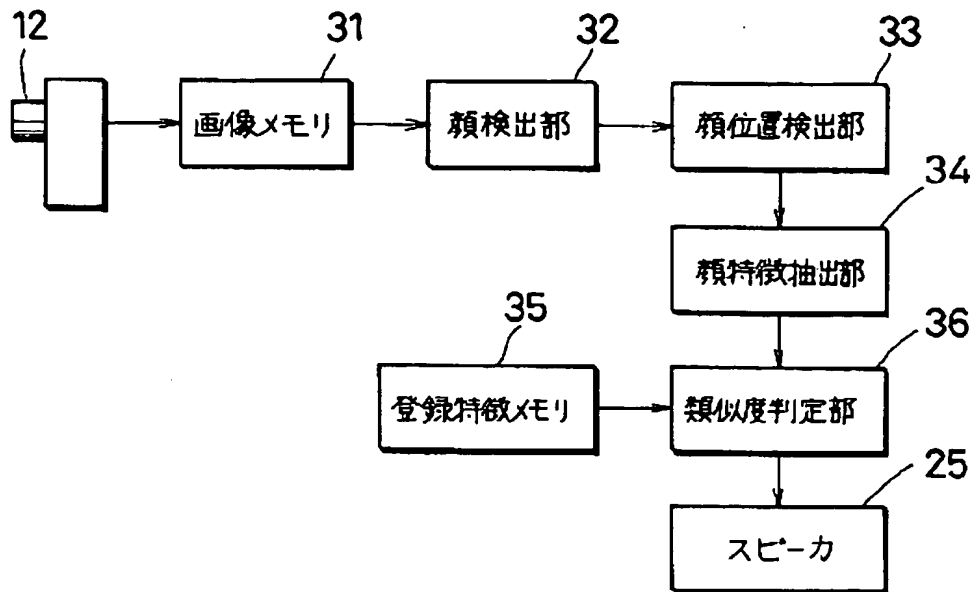 12
31
32
33
画像メモリ
顔検出部
顔位置検出部
34
顔特徴抽出部
35
36
登録特徴メモリ
類似度判定部
25
スピーカ